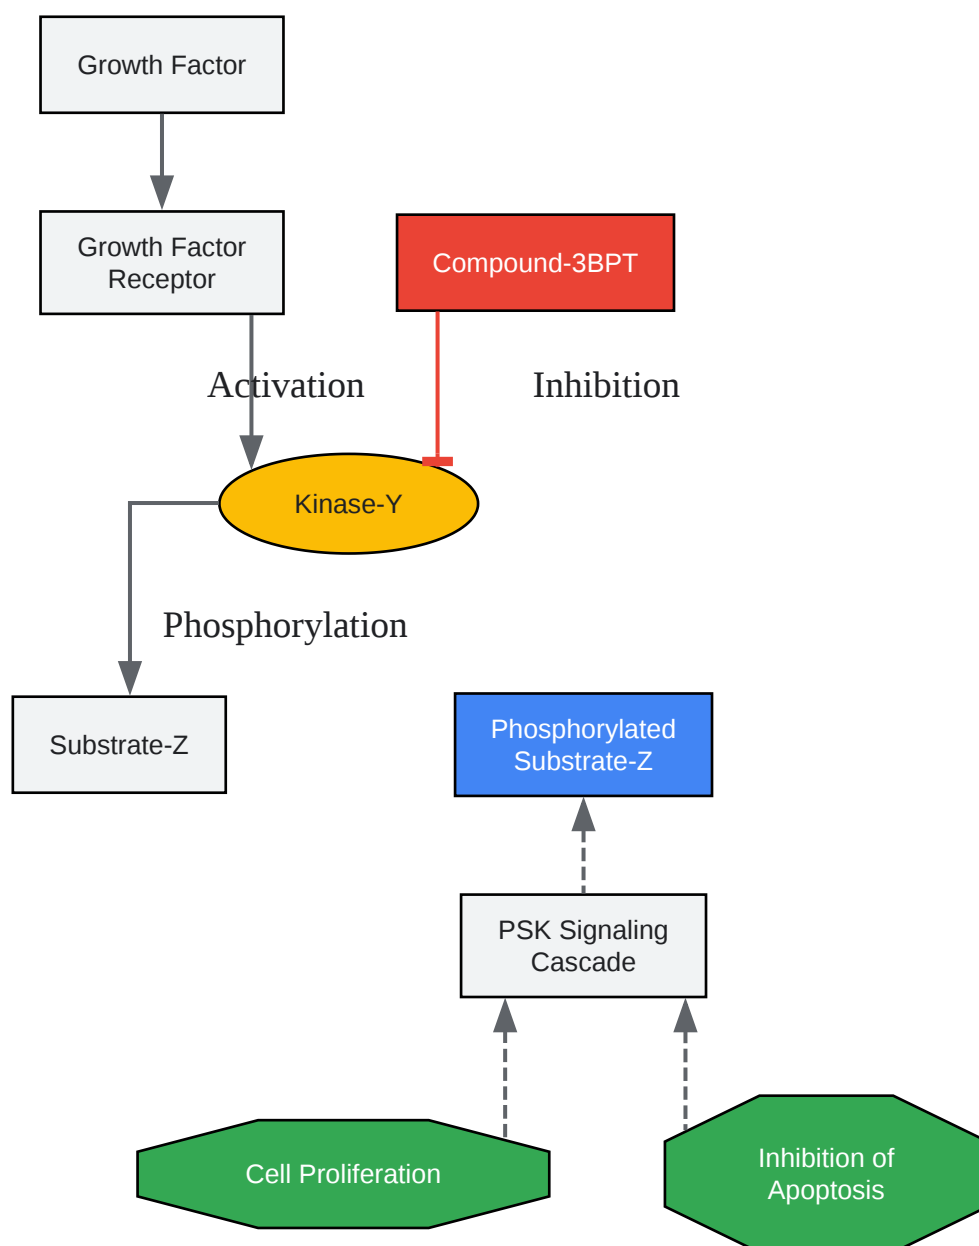 Growth Factor
Growth Factor
Receptor
Compound-3BPT
Activation
Inhibition
Kinase-Y
Phosphorylation
Substrate-Z
Phosphorylated
Substrate-Z
PSK Signaling
Cascade
Cell Proliferation
Inhibition of
Apoptosis